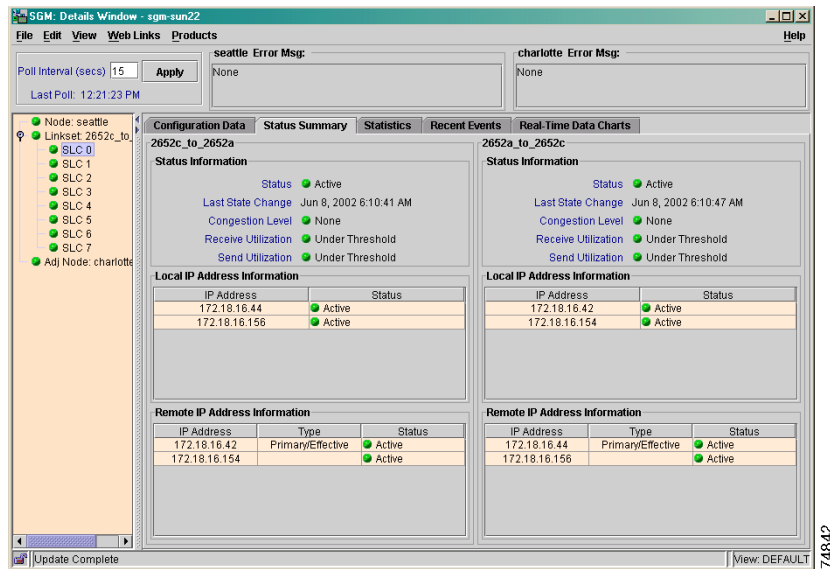 SGM: Details Window - sgm-sun22
File Edit View Web Links Products Help
Poll Interval (secs) 15 Apply
Last Poll: 12:21:23 PM
seattle Error Msg:
None
charlotte Error Msg:
None
Node: seattle
Linkset: 2652c_to_
SLC 0
SLC 1
SLC 2
SLC 3
SLC 4
SLC 5
SLC 6
SLC 7
Adj Node: charlotte
Configuration Data Status Summary Statistics Recent Events Real-Time Data Charts
2652c_to_2652a
Status Information
Status Active
Last State Change Jun 8, 2002 6:10:41 AM
Congestion Level None
Receive Utilization Under Threshold
Send Utilization Under Threshold
Local IP Address Information
IP Address Status
172.18.16.44 Active
172.18.16.156 Active
Remote IP Address Information
IP Address Type Status
172.18.16.42 Primary/Effective Active
172.18.16.154 Active
2652a_to_2652c
Status Information
Status Active
Last State Change Jun 8, 2002 6:10:47 AM
Congestion Level None
Receive Utilization Under Threshold
Send Utilization Under Threshold
Local IP Address Information
IP Address Status
172.18.16.42 Active
172.18.16.154 Active
Remote IP Address Information
IP Address Type Status
172.18.16.44 Primary/Effective Active
172.18.16.156 Active
Update Complete
View: DEFAULT
74842